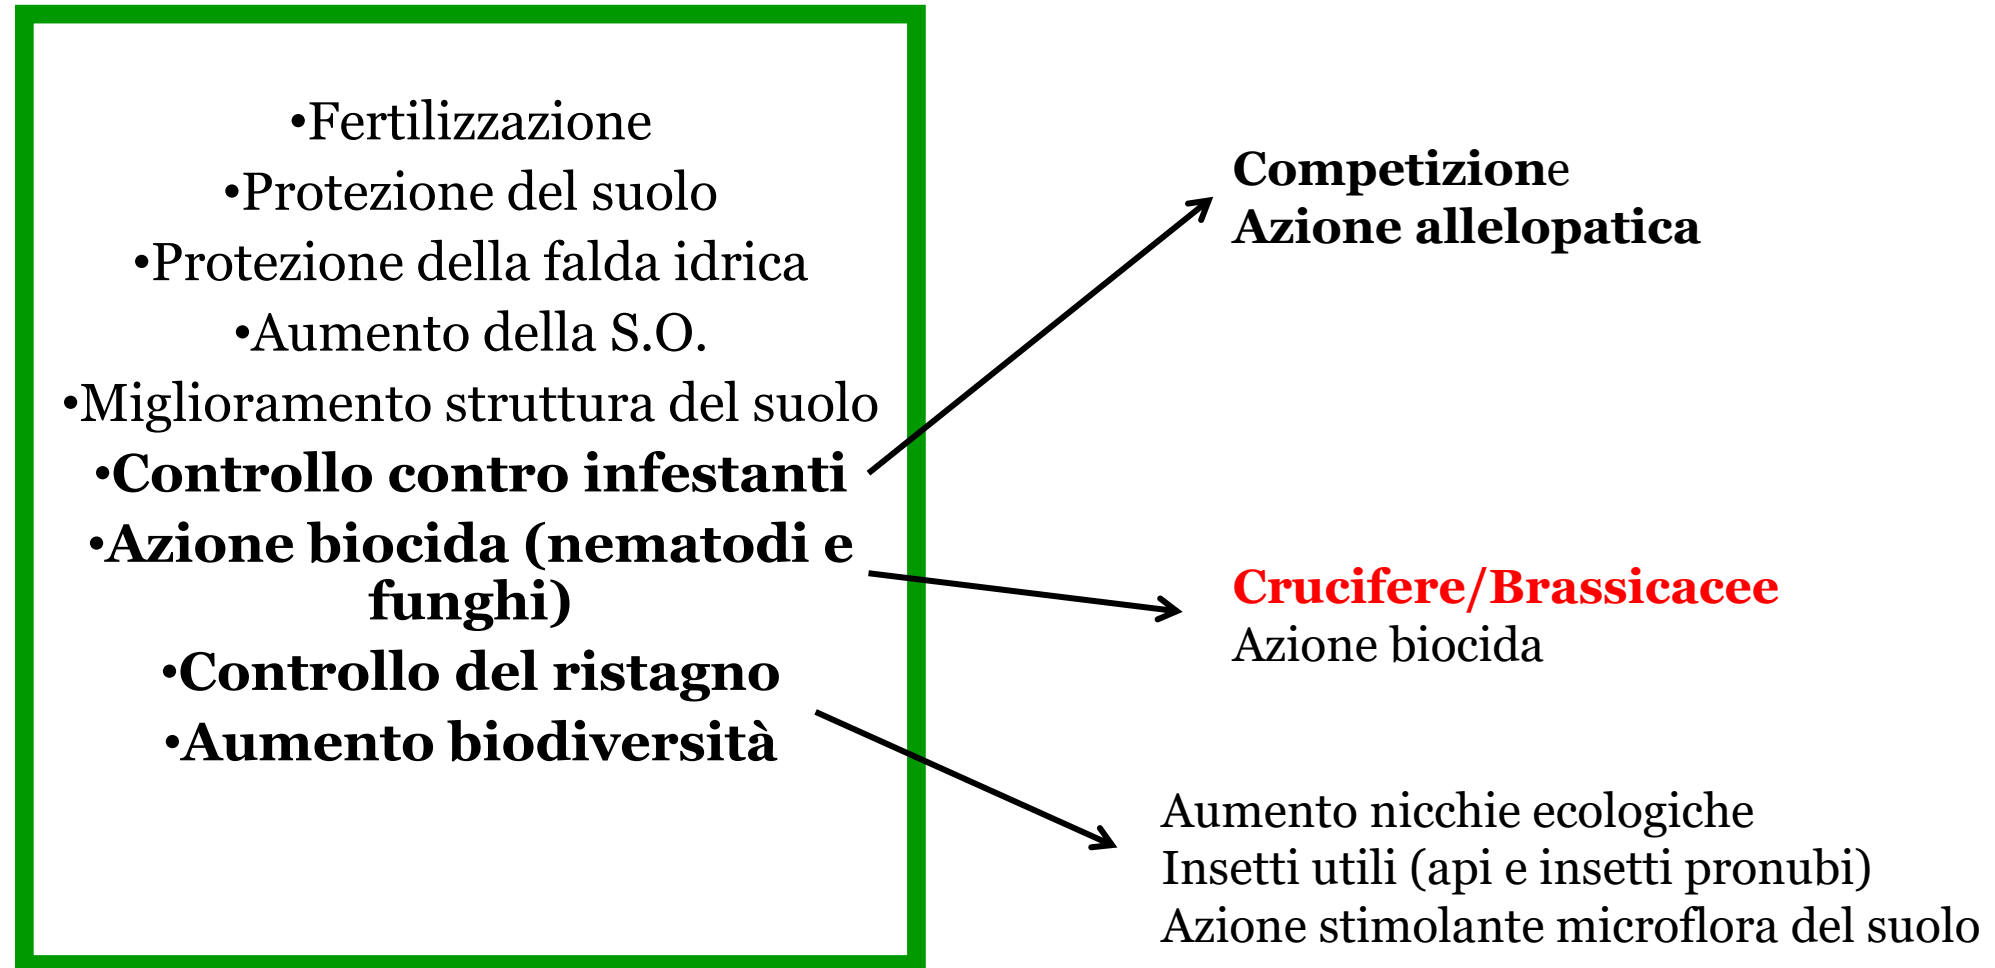 •Fertilizzazione
•Protezione del suolo
•Protezione della falda idrica
•Aumento della S.O.
•Miglioramento struttura del suolo
•Controllo contro infestanti
•Azione biocida (nematodi e
funghi)
•Controllo del ristagno
•Aumento biodiversità
Competizione
Azione allelopatica
Crucifere/Brassicacee
Azione biocida
Aumento nicchie ecologiche
Insetti utili (api e insetti pronubi)
Azione stimolante microflora del suolo